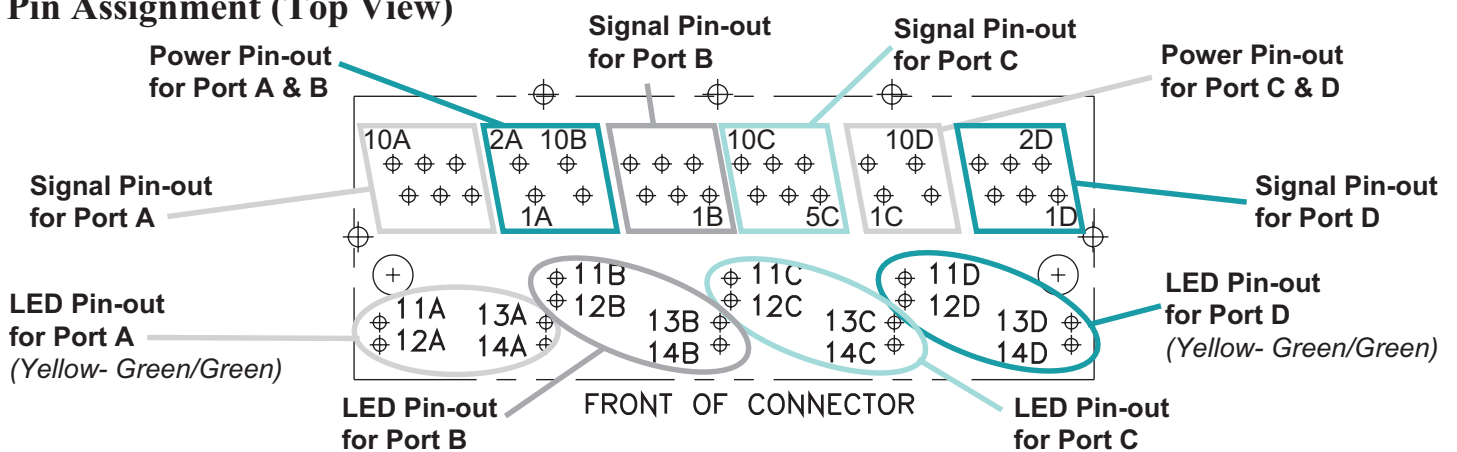 Pin Assignment (Top View)
Signal Pin-out
for Port B
Signal Pin-out
for Port C
Power Pin-out
for Port A & B
Power Pin-out
for Port C & D
10A
2A 10B
10C
10D
2D
Signal Pin-out
for Port A
Signal Pin-out
for Port D
1A
1B
5C
1C
1D
LED Pin-out
for Port A
(Yellow- Green/Green)
11A
12A
13A
14A
11B
12B
13B
14B
11C
12C
13C
14C
11D
12D
13D
14D
LED Pin-out
for Port D
(Yellow- Green/Green)
LED Pin-out
for Port B
FRONT OF CONNECTOR
LED Pin-out
for Port C